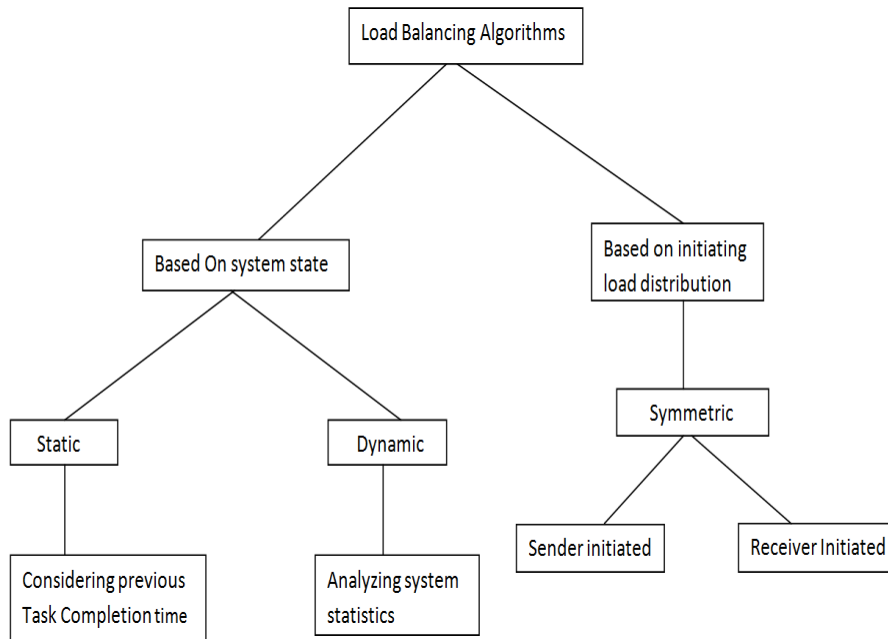 Load Balancing Algorithms
Based On system state
Based on initiating
load distribution
Static
Dynamic
Symmetric
Considering previous
Task Completion time
Analyzing system
statistics
Sender initiated
Receiver Initiated